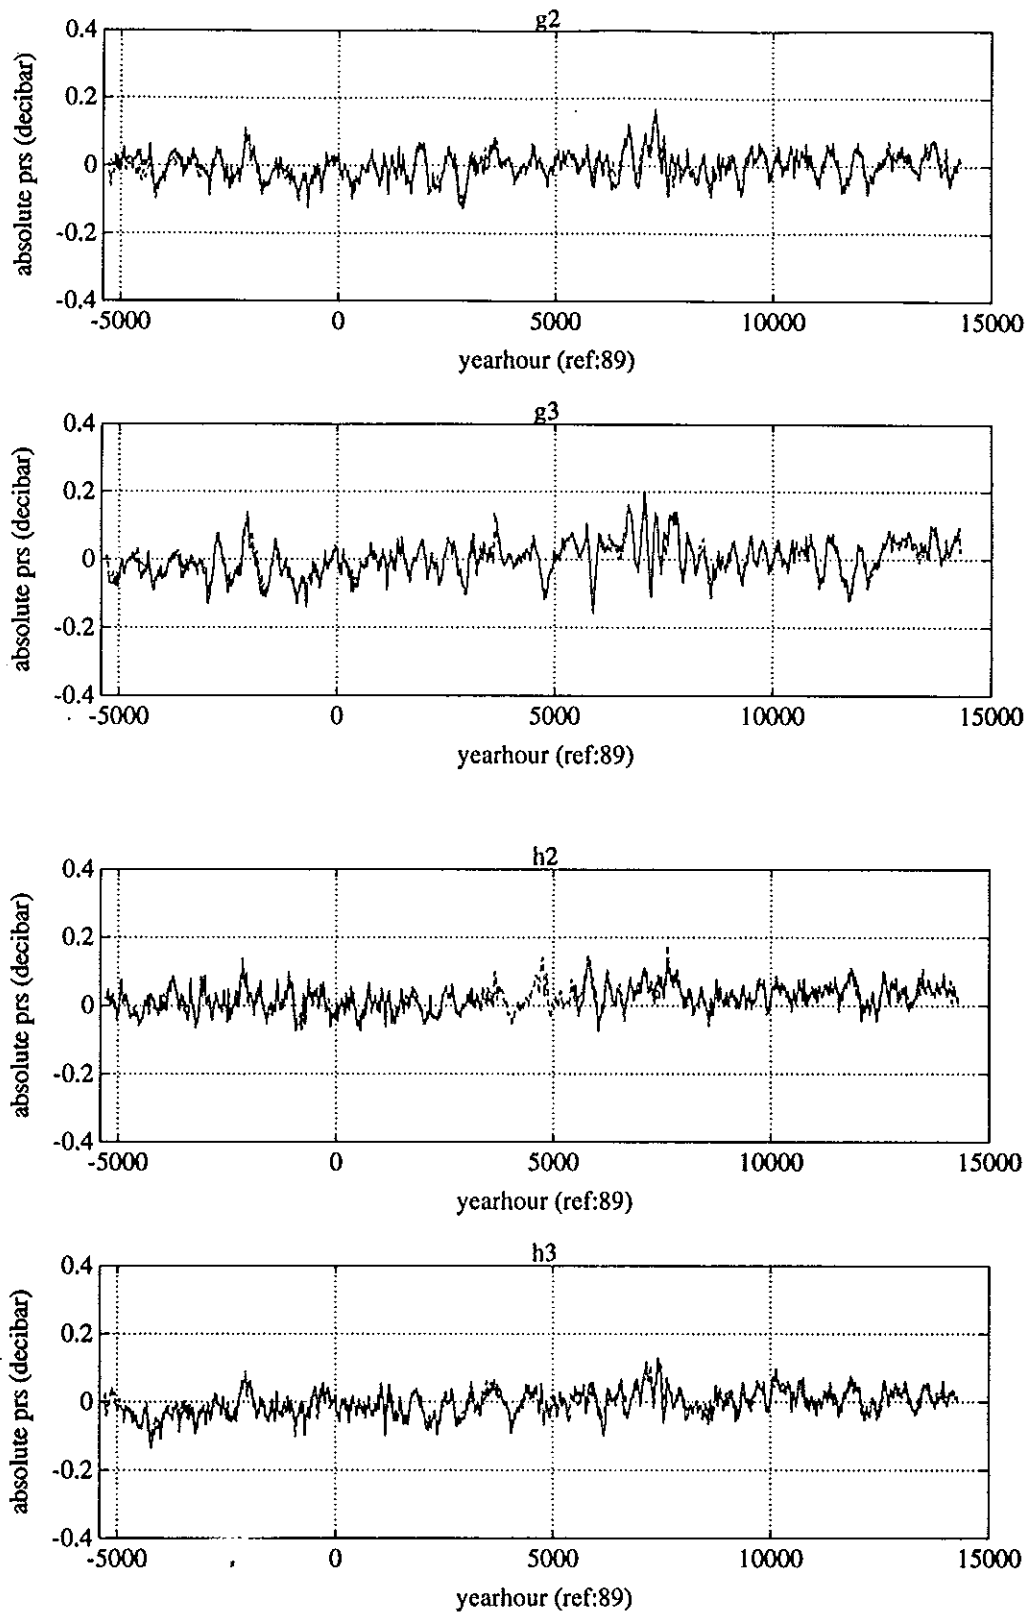 g2
0.4
0.2
0
-0.2
-0.4
absolute prs (decibar)
-5000 0 5000 10000 15000
yearhour (ref:89)
g3
0.4
0.2
0
-0.2
-0.4
absolute prs (decibar)
-5000 0 5000 10000 15000
yearhour (ref:89)
h2
0.4
0.2
0
-0.2
-0.4
absolute prs (decibar)
-5000 0 5000 10000 15000
yearhour (ref:89)
h3
0.4
0.2
0
-0.2
-0.4
absolute prs (decibar)
-5000 0 5000 10000 15000
yearhour (ref:89)